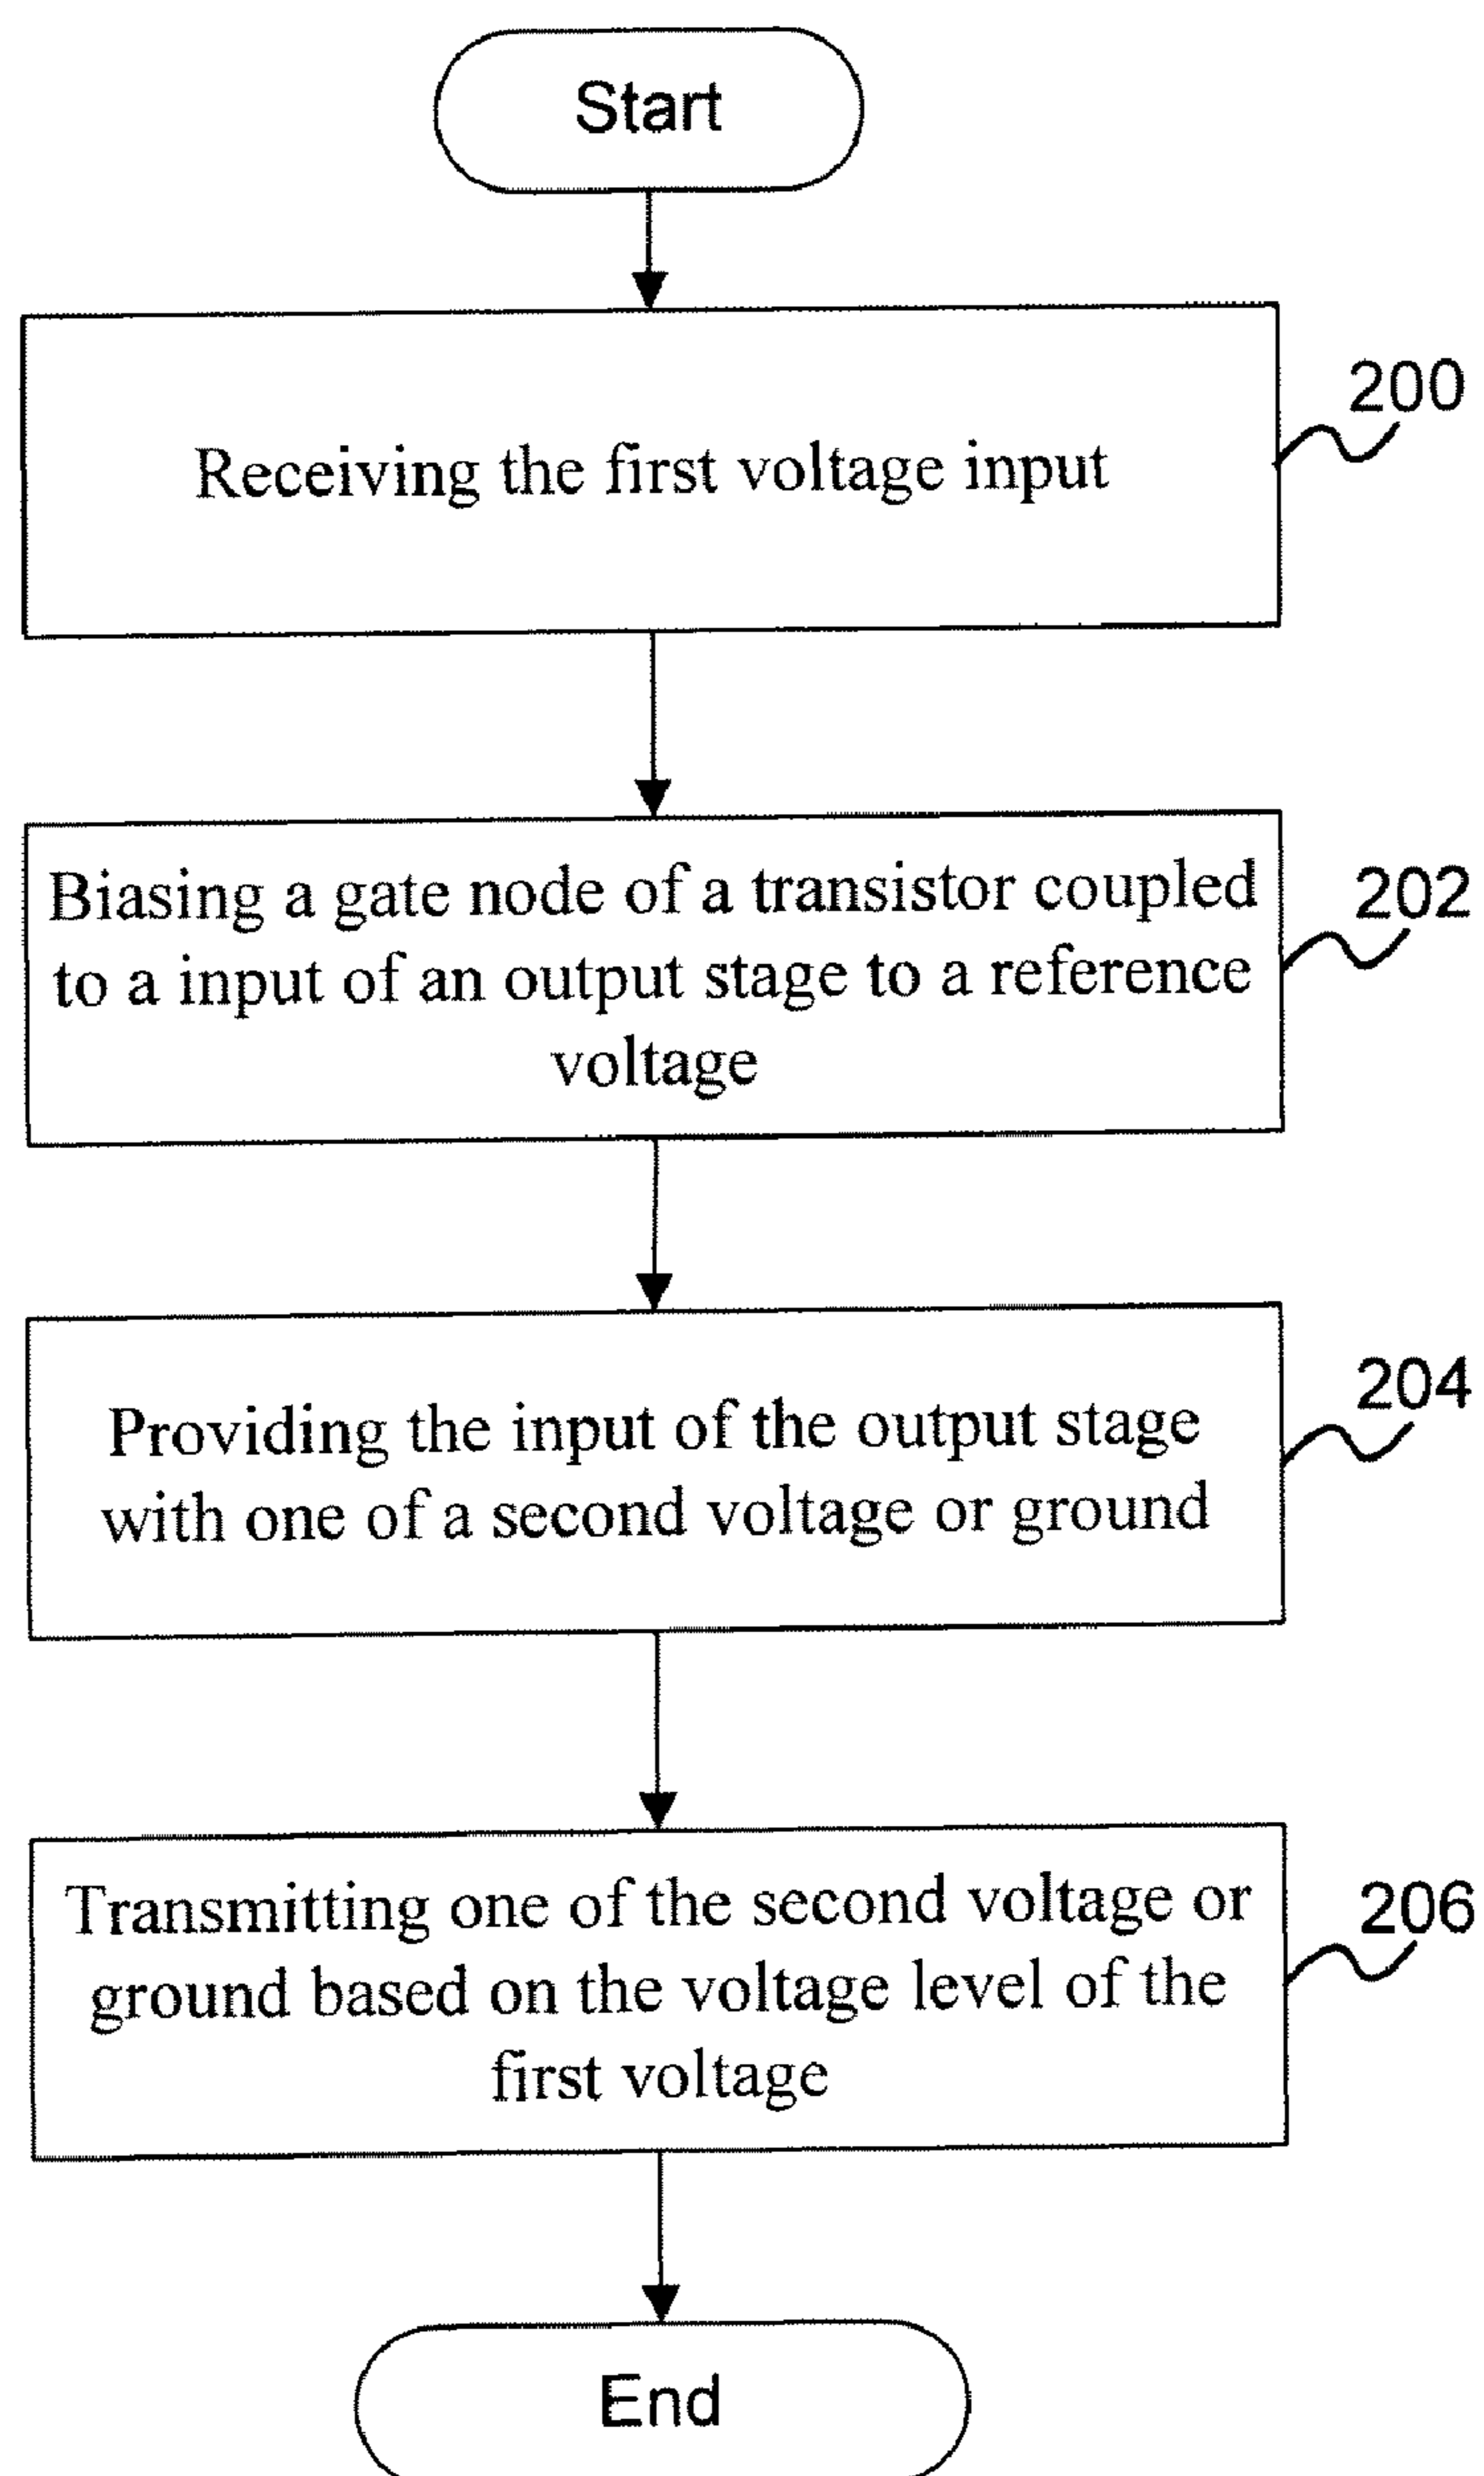 Start
Receiving the first voltage input
200
Biasing a gate node of a transistor coupled
to a input of an output stage to a reference
voltage
202
Providing the input of the output stage
with one of a second voltage or ground
204
Transmitting one of the second voltage or
ground based on the voltage level of the
first voltage
206
End